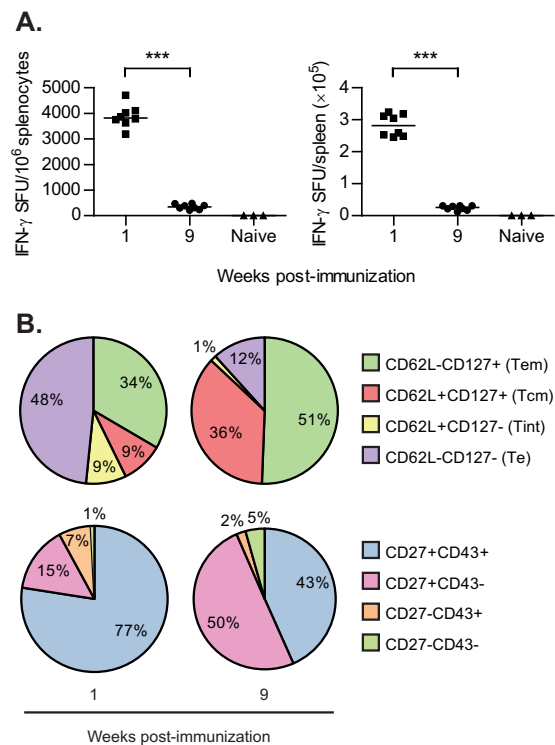 A.
***
***
IFN-γ SFU/10⁶ splenocytes
5000
4000
3000
2000
1000
0
1
9
Naive
IFN-γ SFU/spleen (×10⁵)
4
3
2
1
0
1
9
Naive
Weeks post-immunization
B.
34%
9%
9%
48%
1%
12%
51%
36%
CD62L-CD127+ (Tem)
CD62L+CD127+ (Tcm)
CD62L+CD127- (Tint)
CD62L-CD127- (Te)
1%
7%
15%
77%
2%
5%
43%
50%
CD27+CD43+
CD27+CD43-
CD27-CD43+
CD27-CD43-
1
9
Weeks post-immunization